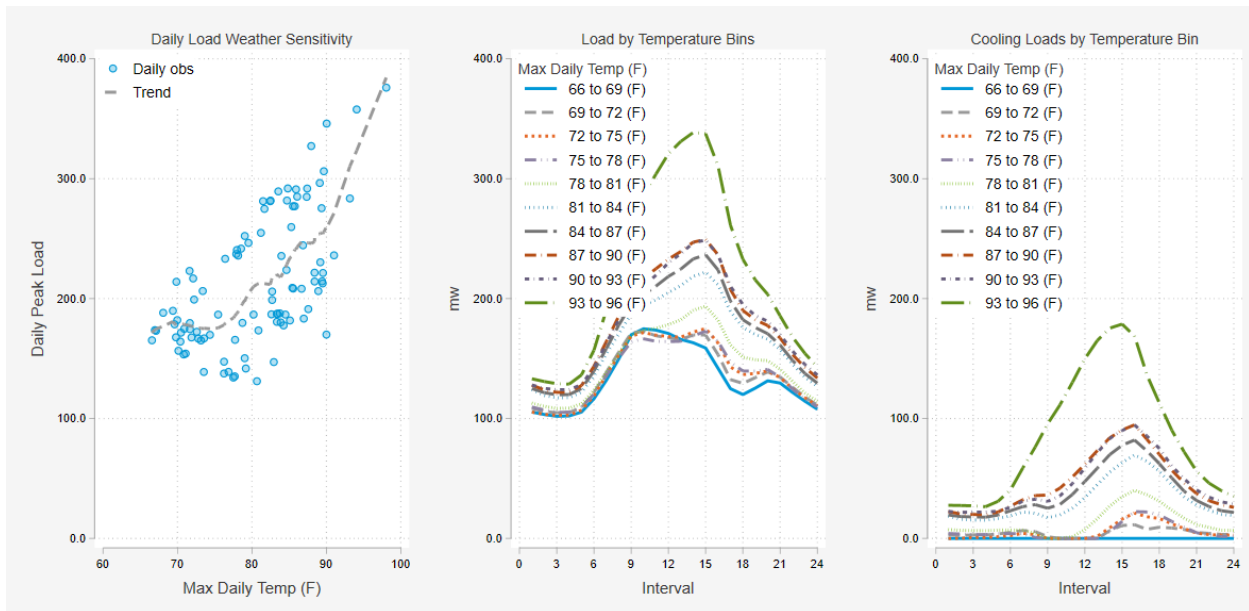 Daily Load Weather Sensitivity
400.0
300.0
200.0
100.0
0.0
Daily Peak Load
Daily obs
Trend
60 70 80 90 100
Max Daily Temp (F)
Load by Temperature Bins
400.0
300.0
200.0
100.0
0.0
mw
Max Daily Temp (F)
66 to 69 (F)
69 to 72 (F)
72 to 75 (F)
75 to 78 (F)
78 to 81 (F)
81 to 84 (F)
84 to 87 (F)
87 to 90 (F)
90 to 93 (F)
93 to 96 (F)
0 3 6 9 12 15 18 21 24
Interval
Cooling Loads by Temperature Bin
400.0
300.0
200.0
100.0
0.0
mw
Max Daily Temp (F)
66 to 69 (F)
69 to 72 (F)
72 to 75 (F)
75 to 78 (F)
78 to 81 (F)
81 to 84 (F)
84 to 87 (F)
87 to 90 (F)
90 to 93 (F)
93 to 96 (F)
0 3 6 9 12 15 18 21 24
Interval